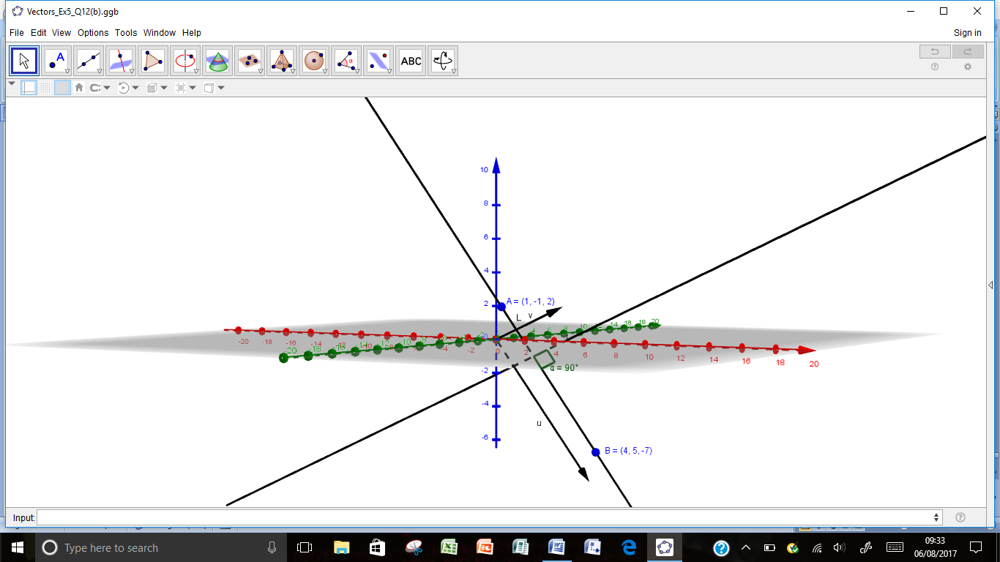 Vectors_Ex5_Q12(b).ggb
File Edit View Options Tools Window Help
Sign in
A
ABC
10
8
6
4
2
0
-2
-4
-6
A = (1, -1, 2)
L
v
-20 -18 -16 -14 -12 -10 -8 -6 -4 -2 0 2 4 6 8 10 12 14 16 18 20
-20 -18 -16 -14 -12 -10 -8 -6 -4 -2 4 6 8 10 14 16 18 20
α = 90°
u
B = (4, 5, -7)
Input:
Type here to search
09:33
06/08/2017